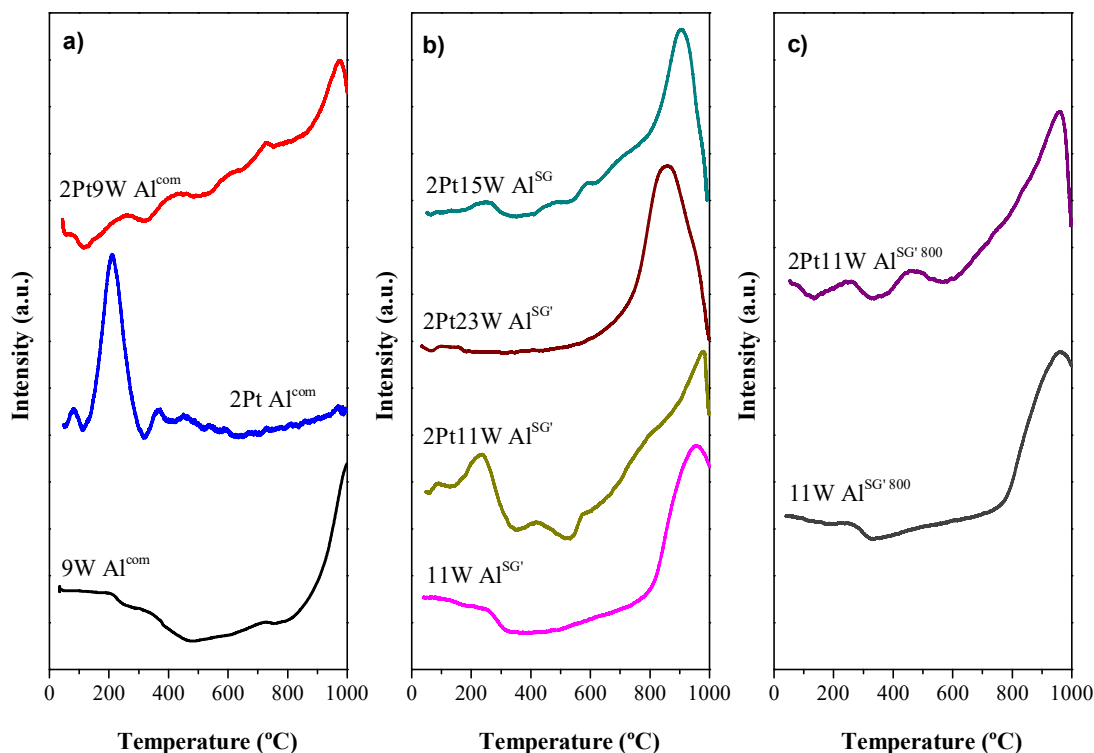 a)
2Pt9W Al^com
2Pt Al^com
9W Al^com
Intensity (a.u.)
0 200 400 600 800 1000
Temperature (ºC)
b)
2Pt15W Al^SG
2Pt23W Al^SG'
2Pt11W Al^SG'
11W Al^SG'
Intensity (a.u.)
0 200 400 600 800 1000
Temperature (ºC)
c)
2Pt11W Al^SG' 800
11W Al^SG' 800
Intensity (a.u.)
0 200 400 600 800 1000
Temperature (ºC)